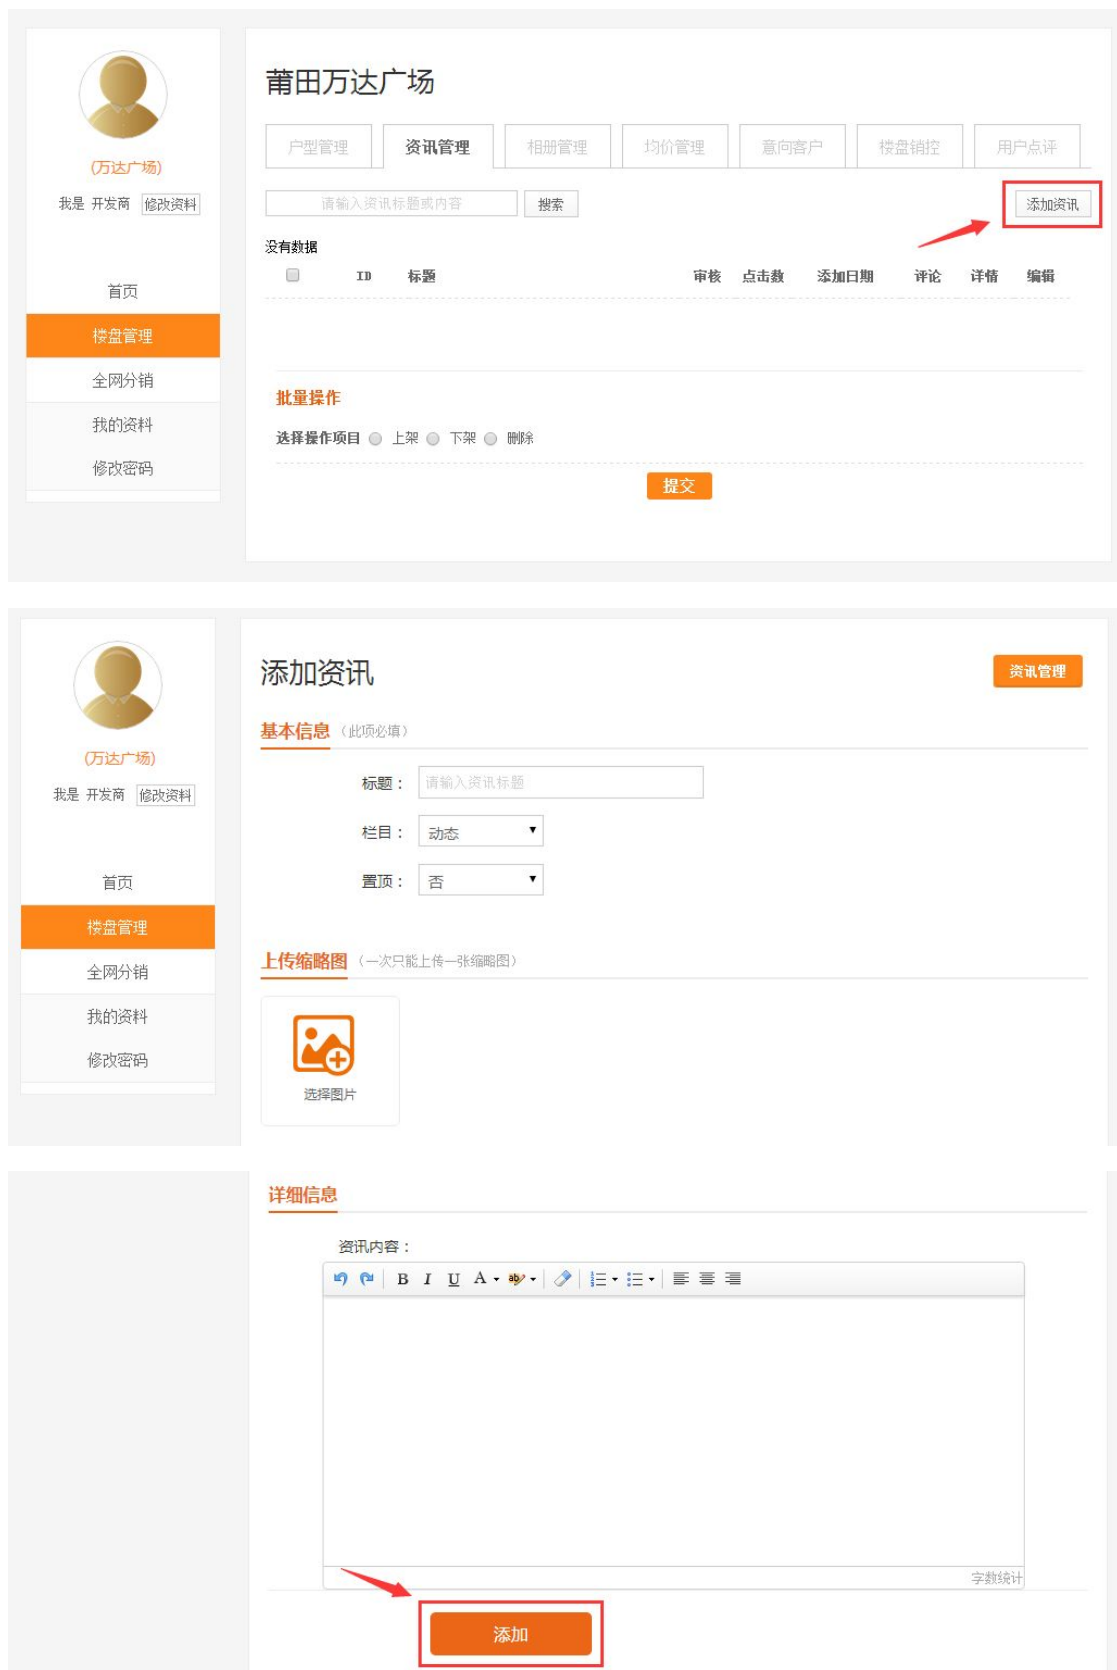 莆田万达广场
户型管理 资讯管理 相册管理 均价管理 意向客户 楼盘销控 用户点评
(万达广场)
我是 开发商 修改资料
请输入资讯标题或内容 搜索 添加资讯
没有数据
ID 标题 审核 点击数 添加日期 评论 详情 编辑
首页
楼盘管理
全网分销
我的资料
修改密码
批量操作
选择操作项目 上架 下架 删除
提交
添加资讯 资讯管理
基本信息 (此项必填)
(万达广场)
我是 开发商 修改资料
标题： 请输入资讯标题
栏目： 动态
置顶： 否
首页
楼盘管理
全网分销
我的资料
修改密码
上传缩略图 (一次只能上传一张缩略图)
选择图片
详细信息
资讯内容：
B I U A ab
字数统计
添加